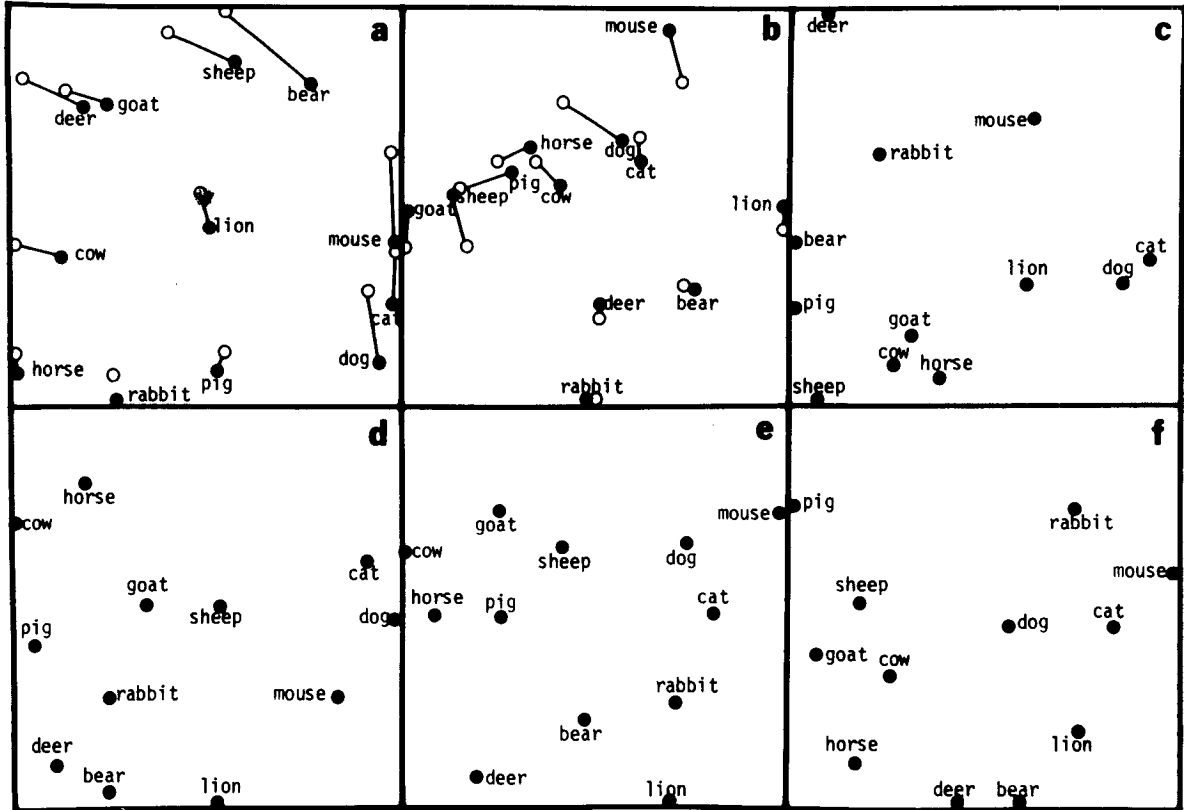 a
sheep
bear
goat
deer
lion
cow
mouse
cat
dog
horse
pig
rabbit
b
mouse
horse
dog
cat
pig
cow
sheep
goat
lion
deer
bear
rabbit
c
deer
mouse
rabbit
bear
cat
lion
dog
pig
goat
cow
horse
sheep
d
horse
cow
cat
goat
sheep
dog
pig
rabbit
mouse
deer
bear
lion
e
goat
mouse
sheep
dog
cow
horse
pig
cat
rabbit
bear
deer
lion
f
pig
rabbit
mouse
sheep
cat
dog
goat
cow
horse
lion
deer
bear